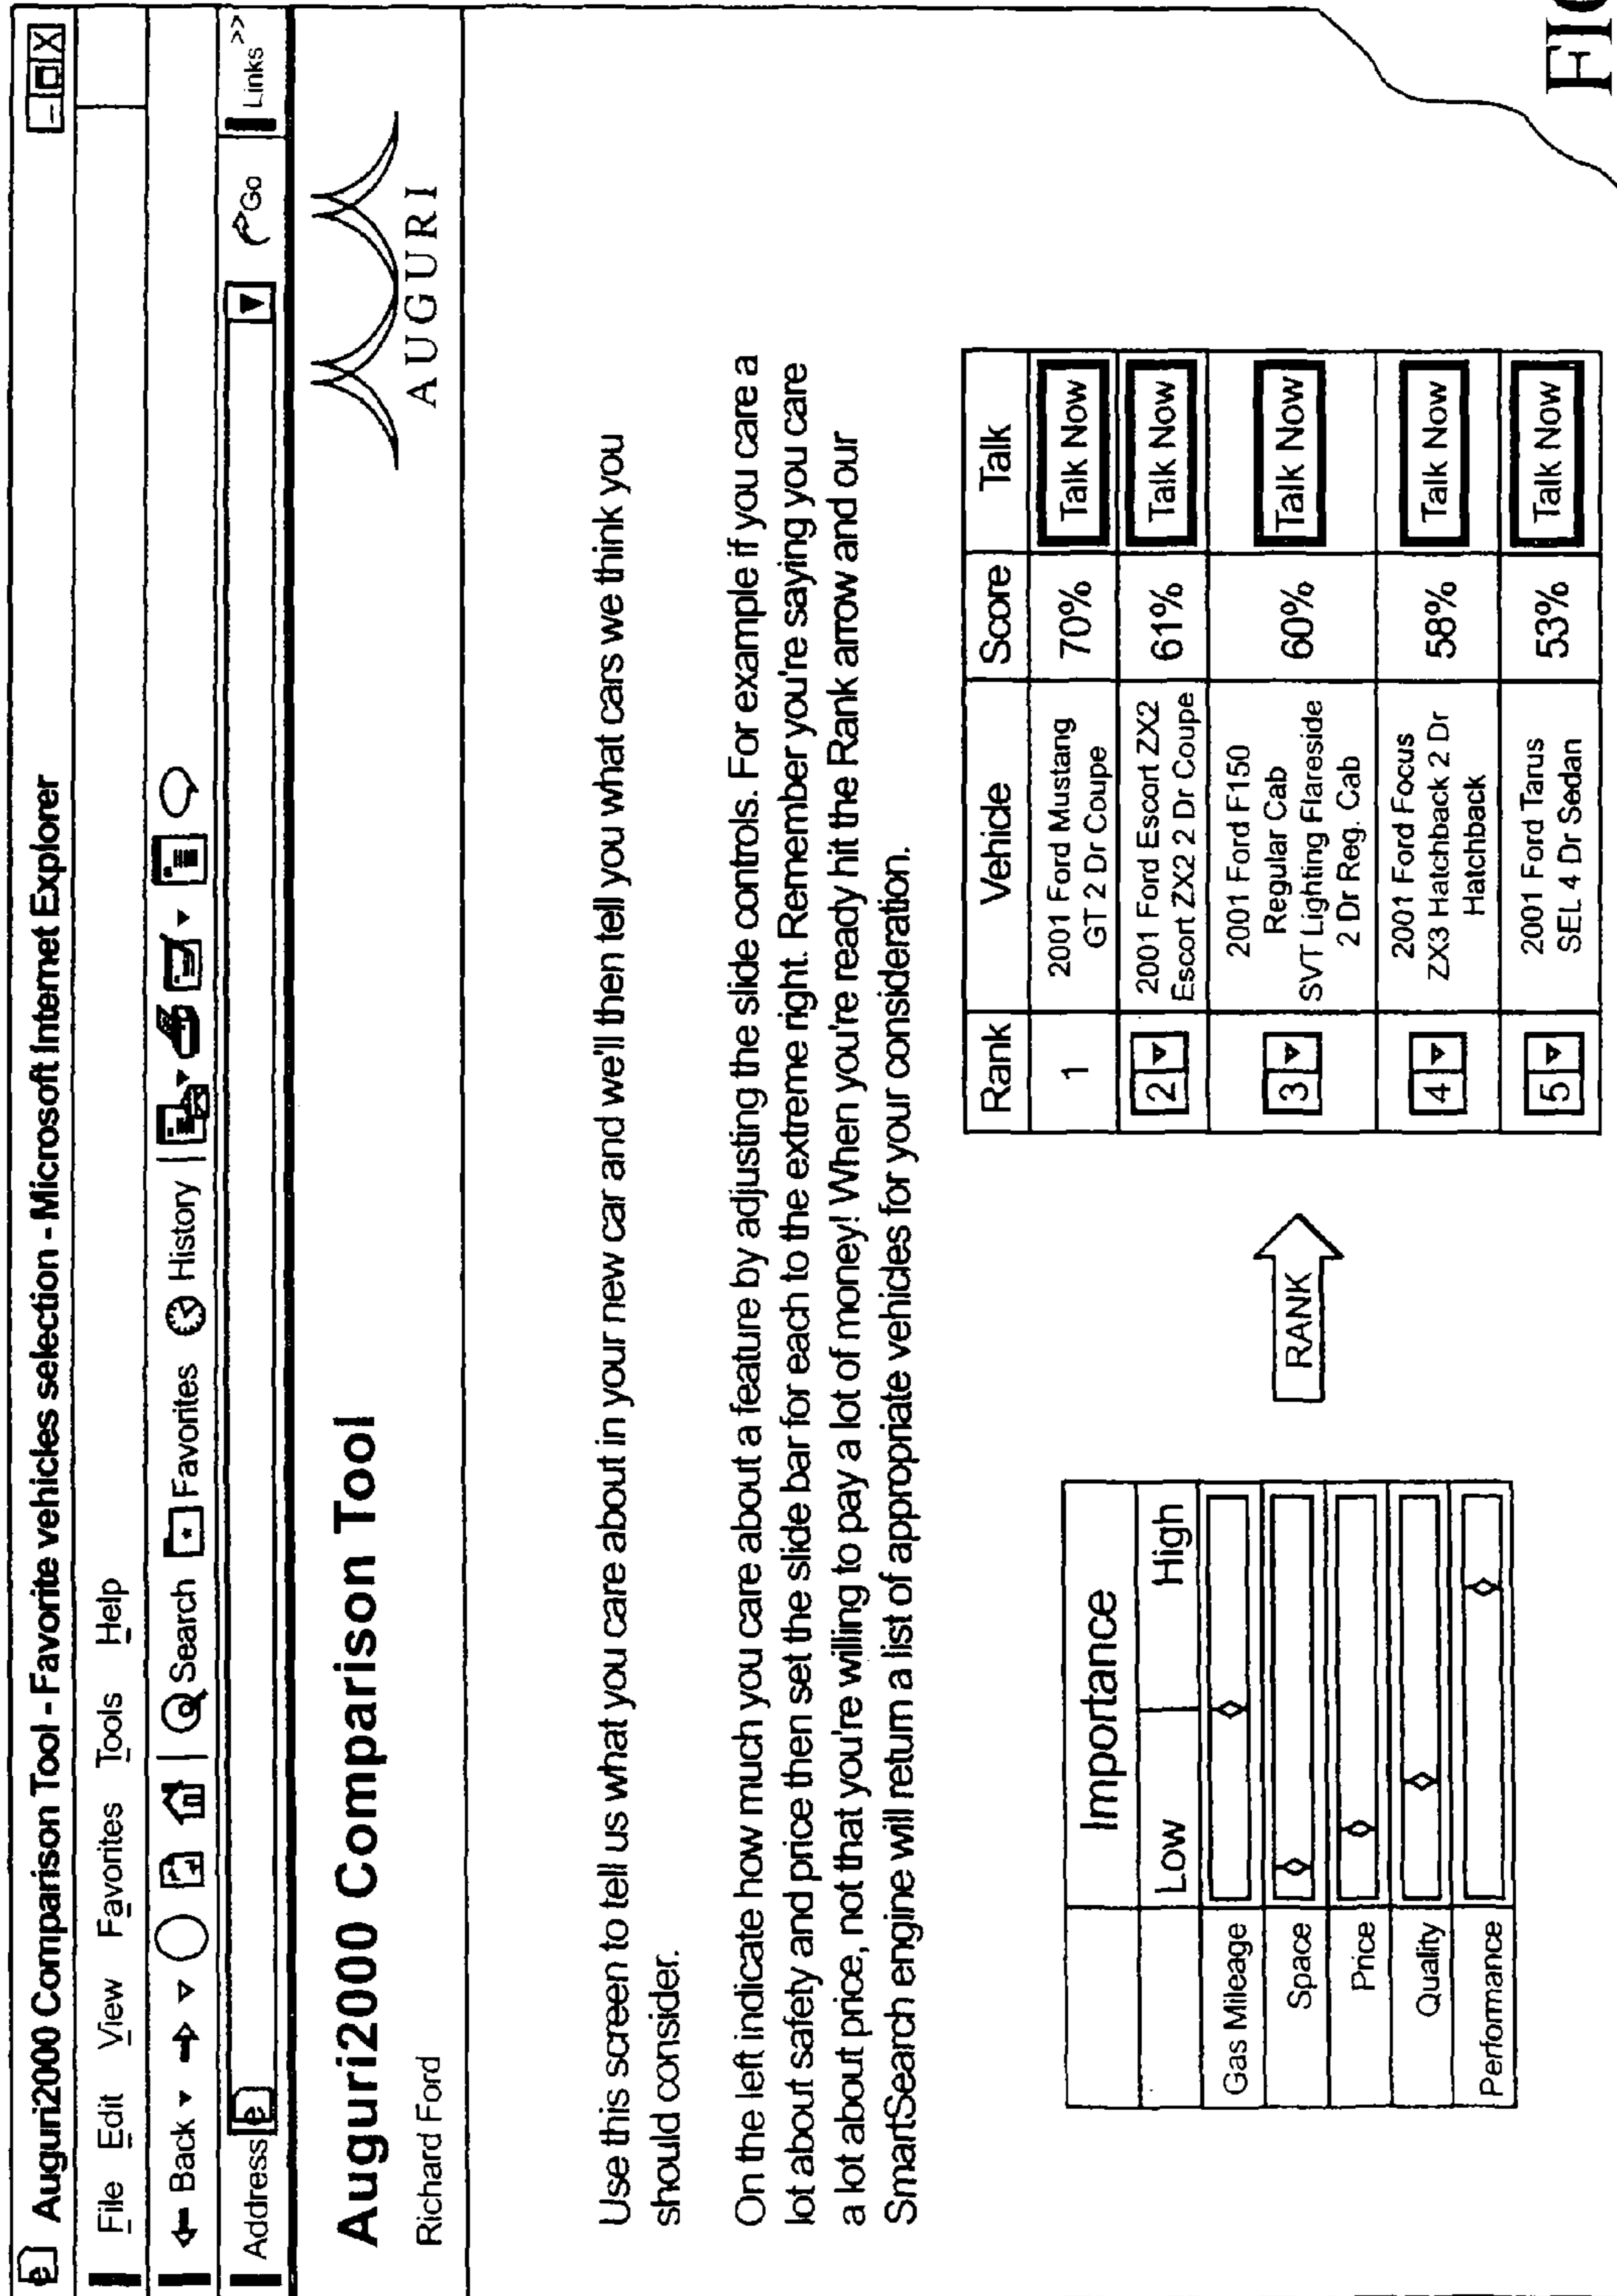 Auguri2000 Comparison Tool - Favorite vehicles selection - Microsoft Internet Explorer
File Edit View Favorites Tools Help
Back Search Favorites History
Address Go Links >>
Auguri2000 Comparison Tool
Richard Ford
AUGURI
Use this screen to tell us what you care about in your new car and we'll then tell you what cars we think you
should consider.
On the left indicate how much you care about a feature by adjusting the slide controls. For example if you care a
lot about safety and price then set the slide bar for each to the extreme right. Remember you're saying you care
a lot about price, not that you're willing to pay a lot of money! When you're ready hit the Rank arrow and our
SmartSearch engine will return a list of appropriate vehicles for your consideration.
Importance
Low High
Gas Mileage
Space
Price
Quality
Performance
RANK
Rank Vehicle Score Talk
1 2001 Ford Mustang 70% Talk Now
GT 2 Dr Coupe
2 2001 Ford Escort ZX2 61% Talk Now
Escort ZX2 2 Dr Coupe
3 2001 Ford F150 60% Talk Now
Regular Cab
SVT Lighting Flareside
2 Dr Reg. Cab
4 2001 Ford Focus 58% Talk Now
ZX3 Hatchback 2 Dr
Hatchback
5 2001 Ford Tarus 53% Talk Now
SEL 4 Dr Sedan